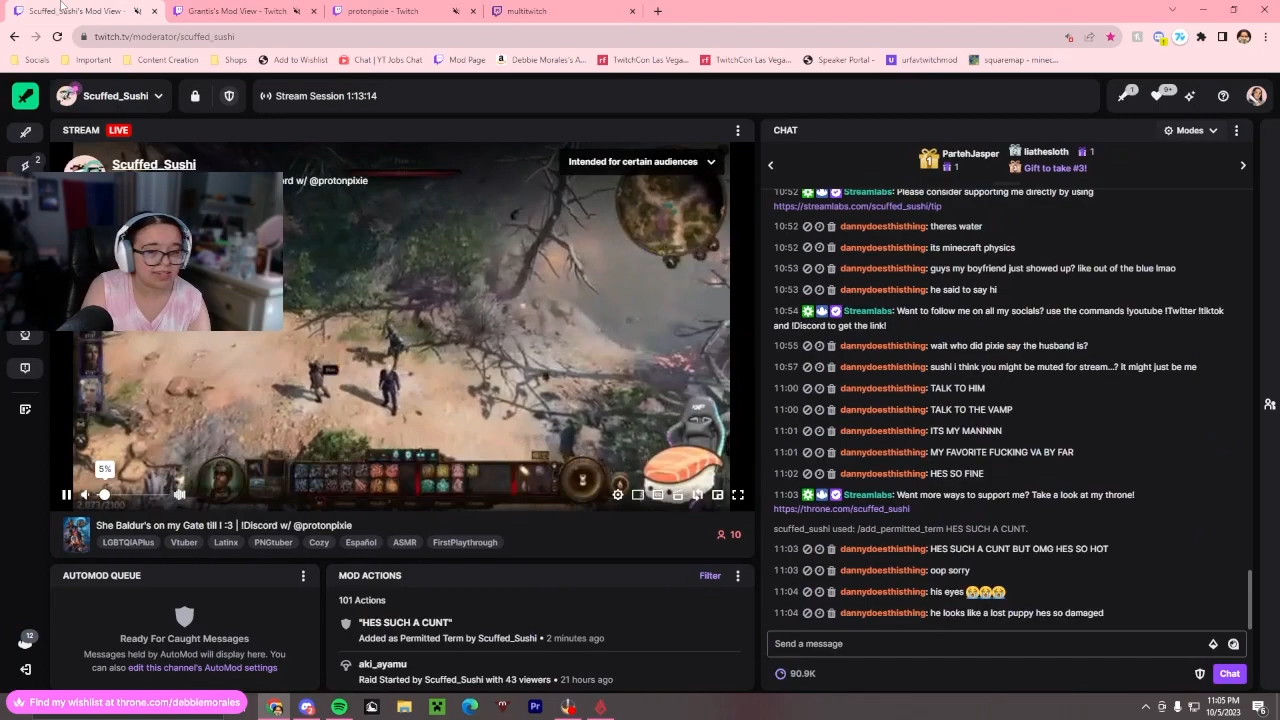 Scuffed_Sushi's Mod View -
Grantis's Mod View - Twitch
protonpixie - Twitch
multitwitch
twitch.tv/moderator/scuffed_sushi
Socials
Important
Content Creation
Shops
Add to Wishlist
Chat | YT Jobs Chat
Mod Page
Debbie Morales's A...
TwitchCon Las Vega...
TwitchCon Las Vega...
Speaker Portal -
urfavtwitchmod
squaremap - minec...
Scuffed_Sushi
Stream Session 1:13:14
1
9+
STREAM LIVE
CHAT
Modes
2
Scuffed_Sushi
Intended for certain audiences
ord w/ @protonpixie
PartehJasper
1
liathesloth 1
Gift to take #3!
10:52 Streamlabs: Please consider supporting me directly by using
https://streamlabs.com/scuffed_sushi/tip
10:52 dannydoesthisthing: theres water
10:52 dannydoesthisthing: its minecraft physics
10:53 dannydoesthisthing: guys my boyfriend just showed up? like out of the blue lmao
10:53 dannydoesthisthing: he said to say hi
10:54 Streamlabs: Want to follow me on all my socials? use the commands !youtube !Twitter !tiktok
and !Discord to get the link!
10:55 dannydoesthisthing: wait who did pixie say the husband is?
10:57 dannydoesthisthing: sushi i think you might be muted for stream...? it might just be me
11:00 dannydoesthisthing: TALK TO HIM
11:00 dannydoesthisthing: TALK TO THE VAMP
11:01 dannydoesthisthing: ITS MY MANNNN
11:01 dannydoesthisthing: MY FAVORITE FUCKING VA BY FAR
11:02 dannydoesthisthing: HES SO FINE
11:03 Streamlabs: Want more ways to support me? Take a look at my throne!
https://throne.com/scuffed_sushi
scuffed_sushi used: /add_permitted_term HES SUCH A CUNT.
11:03 dannydoesthisthing: HES SUCH A CUNT BUT OMG HES SO HOT
11:03 dannydoesthisthing: oop sorry
11:04 dannydoesthisthing: his eyes 😭😭😭
11:04 dannydoesthisthing: he looks like a lost puppy hes so damaged
5%
She Baldur's on my Gate till I :3 | !Discord w/ @protonpixie
LGBTQIAPlus
Vtuber
Latinx
PNGtuber
Cozy
Español
ASMR
FirstPlaythrough
10
AUTOMOD QUEUE
Ready For Caught Messages
Messages held by AutoMod will display here. You
can also edit this channel's AutoMod settings
MOD ACTIONS
Filter
101 Actions
"HES SUCH A CUNT"
Added as Permitted Term by Scuffed_Sushi • 2 minutes ago
aki_ayamu
Raid Started by Scuffed_Sushi with 43 viewers • 21 hours ago
12
Send a message
90.9K
Chat
Find my wishlist at throne.com/debbiemorales
Pr
11:05 PM
10/5/2023
6